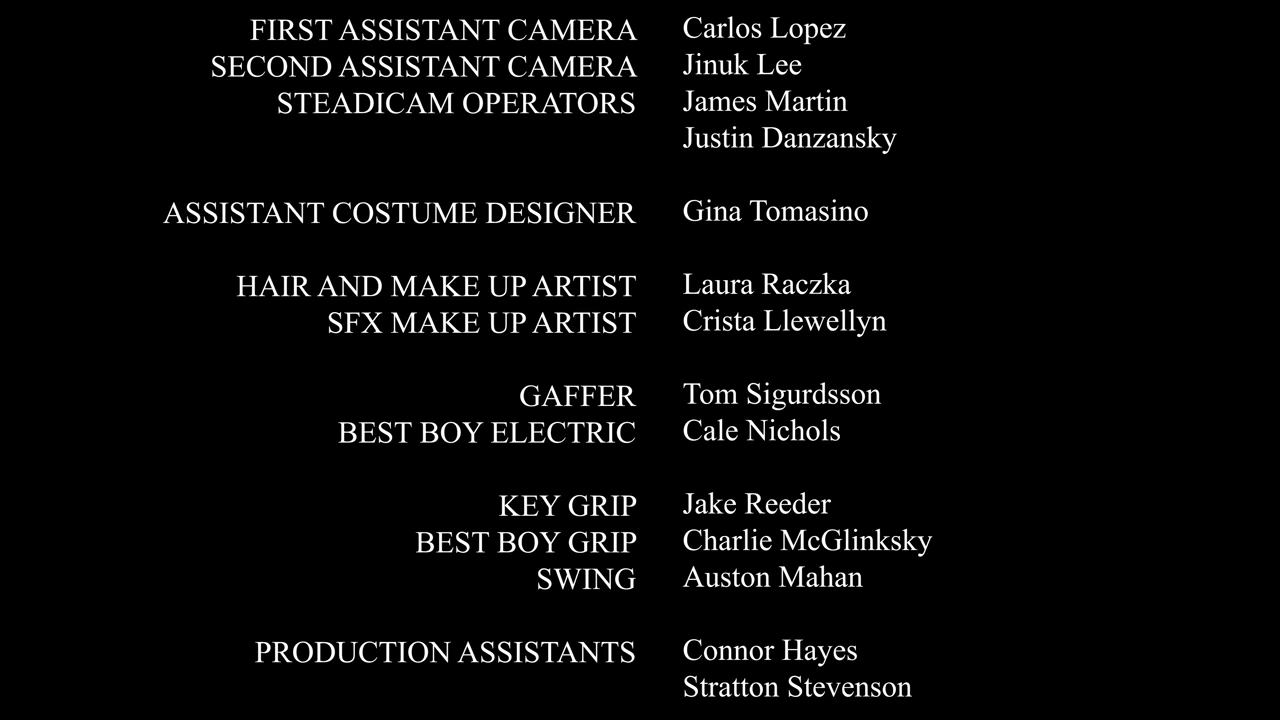 FIRST ASSISTANT CAMERA Carlos Lopez
SECOND ASSISTANT CAMERA Jinuk Lee
STEADICAM OPERATORS James Martin
Justin Danzansky
ASSISTANT COSTUME DESIGNER Gina Tomasino
HAIR AND MAKE UP ARTIST Laura Raczka
SFX MAKE UP ARTIST Crista Llewellyn
GAFFER Tom Sigurdsson
BEST BOY ELECTRIC Cale Nichols
KEY GRIP Jake Reeder
BEST BOY GRIP Charlie McGlinksky
SWING Auston Mahan
PRODUCTION ASSISTANTS Connor Hayes
Stratton Stevenson